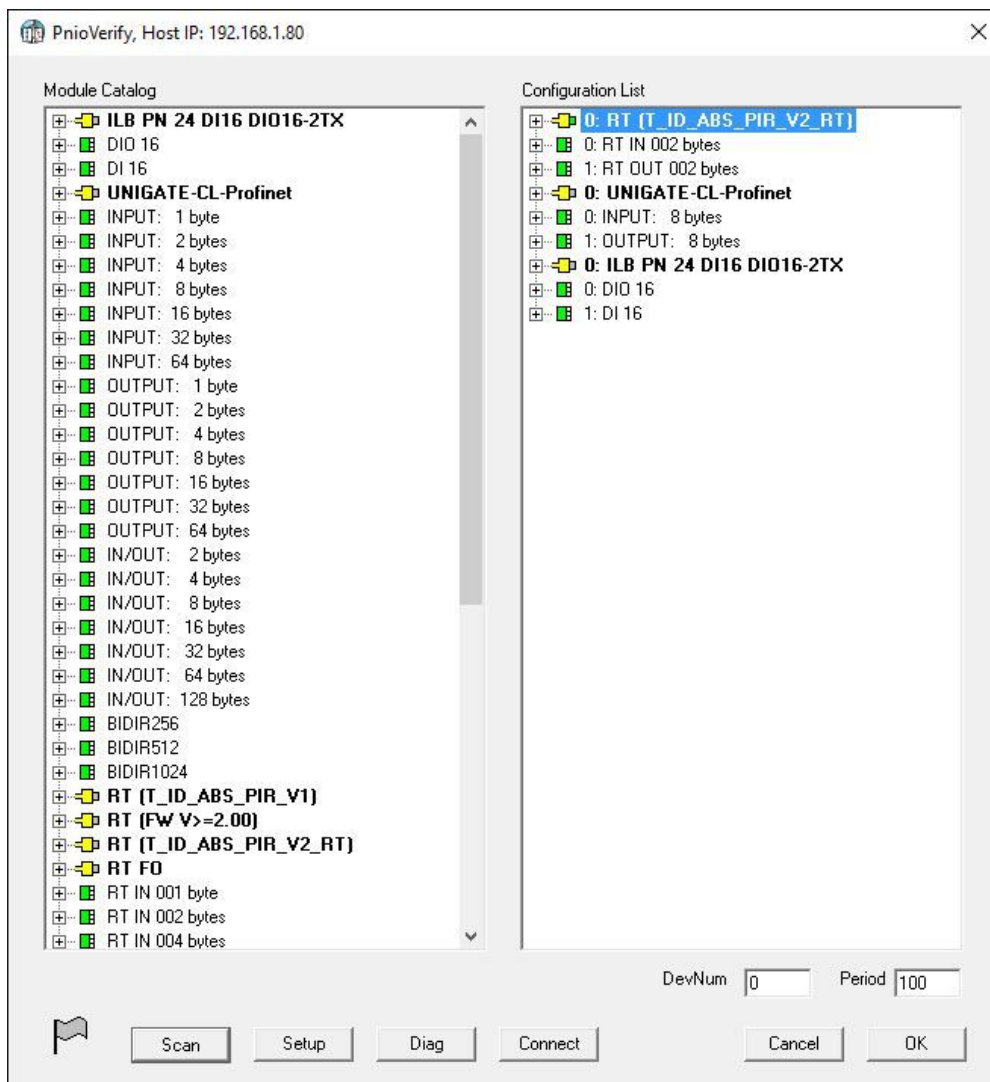 PnioVerify, Host IP: 192.168.1.80
Module Catalog
ILB PN 24 DI16 DIO16-2TX
DIO 16
DI 16
UNIGATE-CL-Profinet
INPUT: 1 byte
INPUT: 2 bytes
INPUT: 4 bytes
INPUT: 8 bytes
INPUT: 16 bytes
INPUT: 32 bytes
INPUT: 64 bytes
OUTPUT: 1 byte
OUTPUT: 2 bytes
OUTPUT: 4 bytes
OUTPUT: 8 bytes
OUTPUT: 16 bytes
OUTPUT: 32 bytes
OUTPUT: 64 bytes
IN/OUT: 2 bytes
IN/OUT: 4 bytes
IN/OUT: 8 bytes
IN/OUT: 16 bytes
IN/OUT: 32 bytes
IN/OUT: 64 bytes
IN/OUT: 128 bytes
BIDIR256
BIDIR512
BIDIR1024
RT (T_ID_ABS_PIR_V1)
RT (FW V>=2.00)
RT (T_ID_ABS_PIR_V2_RT)
RT FO
RT IN 001 byte
RT IN 002 bytes
RT IN 004 bytes
Configuration List
0: RT (T_ID_ABS_PIR_V2_RT)
0: RT IN 002 bytes
1: RT OUT 002 bytes
0: UNIGATE-CL-Profinet
0: INPUT: 8 bytes
1: OUTPUT: 8 bytes
0: ILB PN 24 DI16 DIO16-2TX
0: DIO 16
1: DI 16
DevNum 0 Period 100
Scan Setup Diag Connect Cancel OK